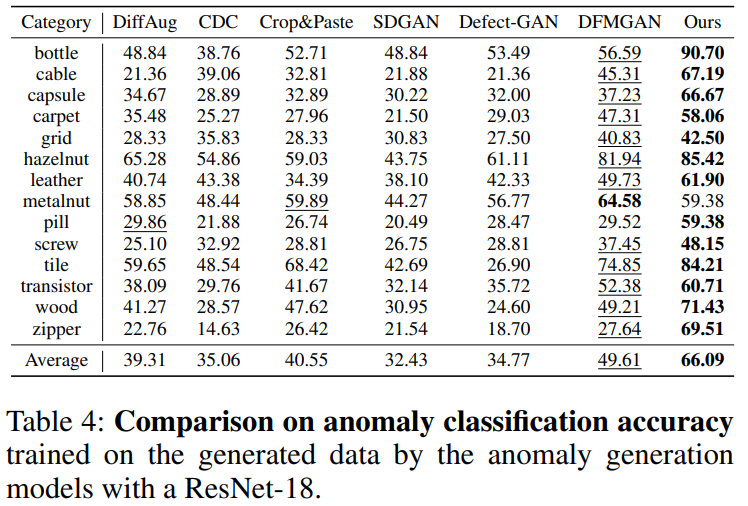 Category DiffAug CDC Crop&Paste SDGAN Defect-GAN DFMGAN Ours
bottle 48.84 38.76 52.71 48.84 53.49 56.59 90.70
cable 21.36 39.06 32.81 21.88 21.36 45.31 67.19
capsule 34.67 28.89 32.89 30.22 32.00 37.23 66.67
carpet 35.48 25.27 27.96 21.50 29.03 47.31 58.06
grid 28.33 35.83 28.33 30.83 27.50 40.83 42.50
hazelnut 65.28 54.86 59.03 43.75 61.11 81.94 85.42
leather 40.74 43.38 34.39 38.10 42.33 49.73 61.90
metalnut 58.85 48.44 59.89 44.27 56.77 64.58 59.38
pill 29.86 21.88 26.74 20.49 28.47 29.52 59.38
screw 25.10 32.92 28.81 26.75 28.81 37.45 48.15
tile 59.65 48.54 68.42 42.69 26.90 74.85 84.21
transistor 38.09 29.76 41.67 32.14 35.72 52.38 60.71
wood 41.27 28.57 47.62 30.95 24.60 49.21 71.43
zipper 22.76 14.63 26.42 21.54 18.70 27.64 69.51
Average 39.31 35.06 40.55 32.43 34.77 49.61 66.09
Table 4: Comparison on anomaly classification accuracy
trained on the generated data by the anomaly generation
models with a ResNet-18.